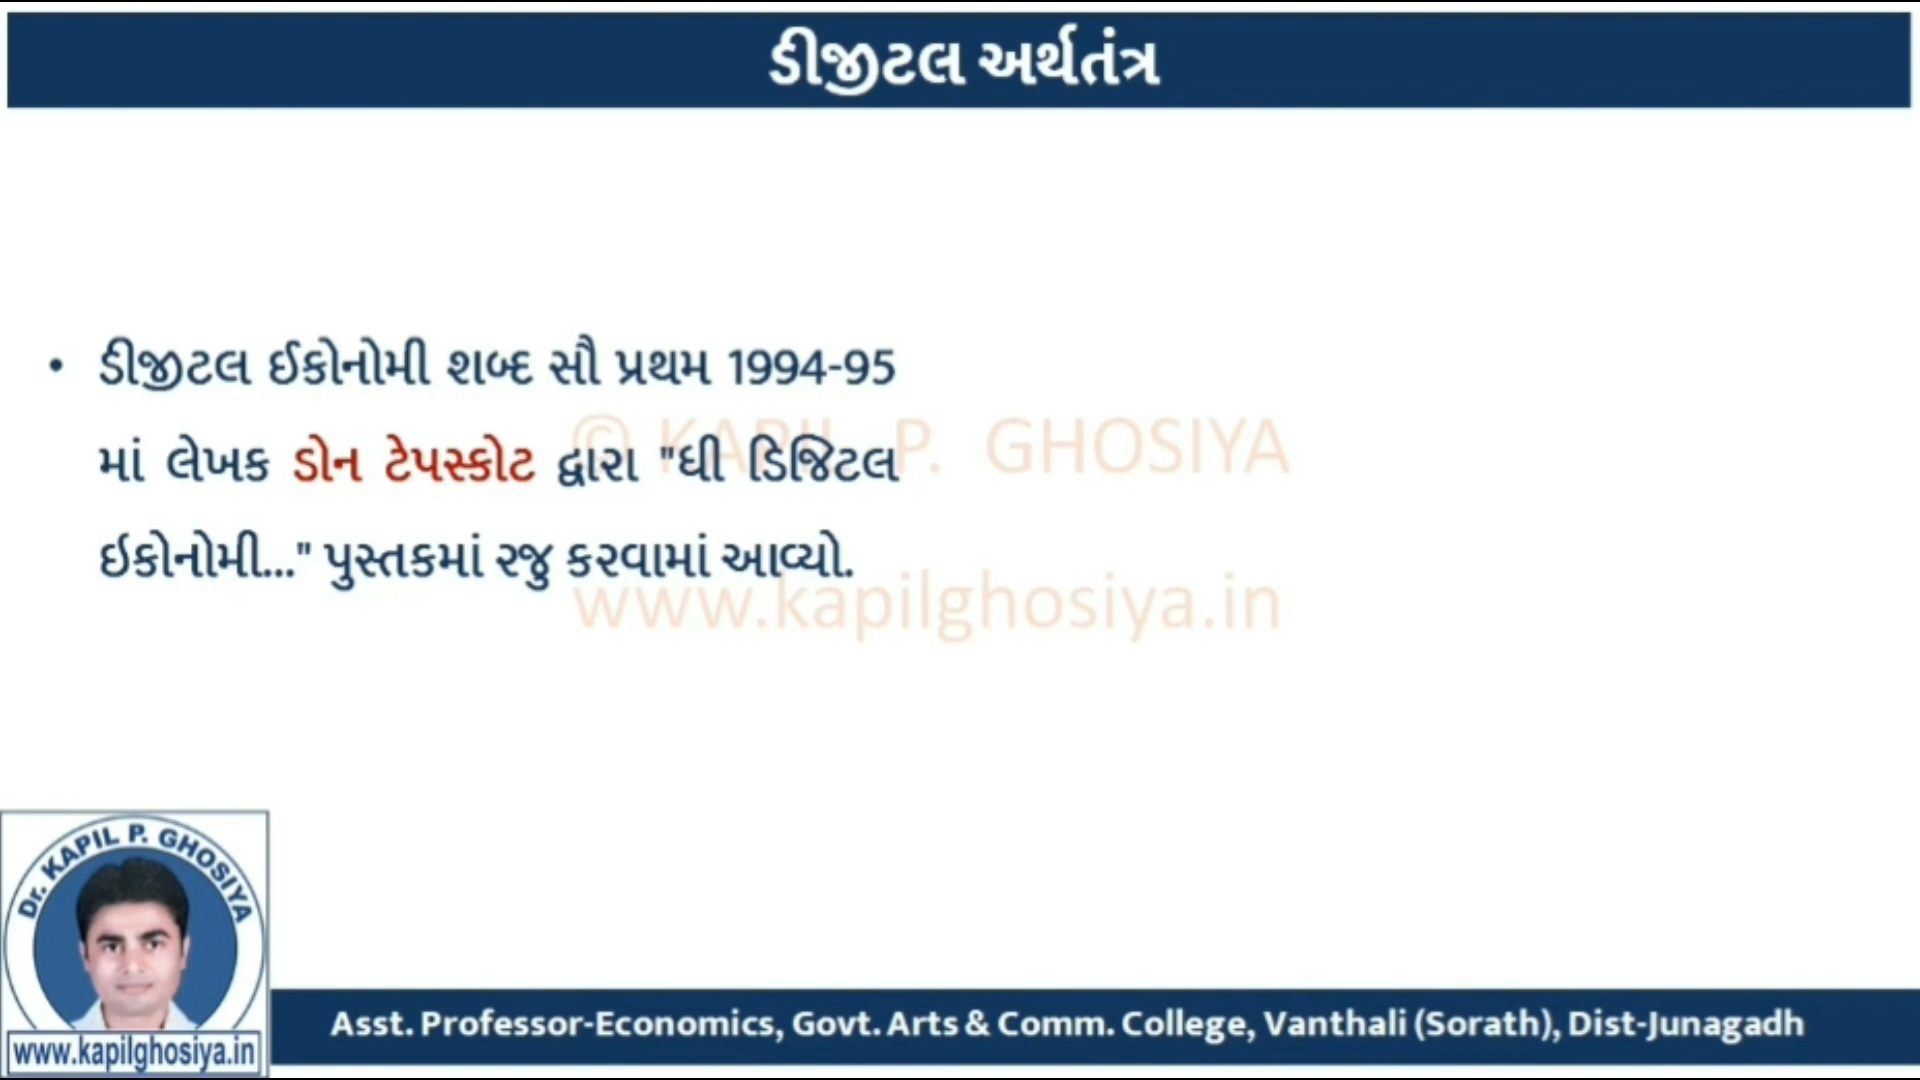 ડીજીટલ અર્થતંત્ર
• ડીજીટલ ઈકોનોમી શબ્દ સૌ પ્રથમ 1994-95
માં લેખક ડોન ટેપસ્કોટ દ્વારા "ધી ડિજિટલ
ઇકોનોમી..." પુસ્તકમાં રજુ કરવામાં આવ્યો.
© KAPIL P. GHOSIYA
www.kapilghosiya.in
Dr. KAPIL P. GHOSIYA
www.kapilghosiya.in
Asst. Professor-Economics, Govt. Arts & Comm. College, Vanthali (Sorath), Dist-Junagadh